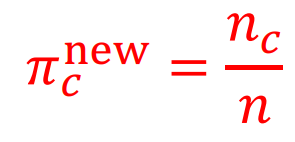 π_c^new = n_c / n